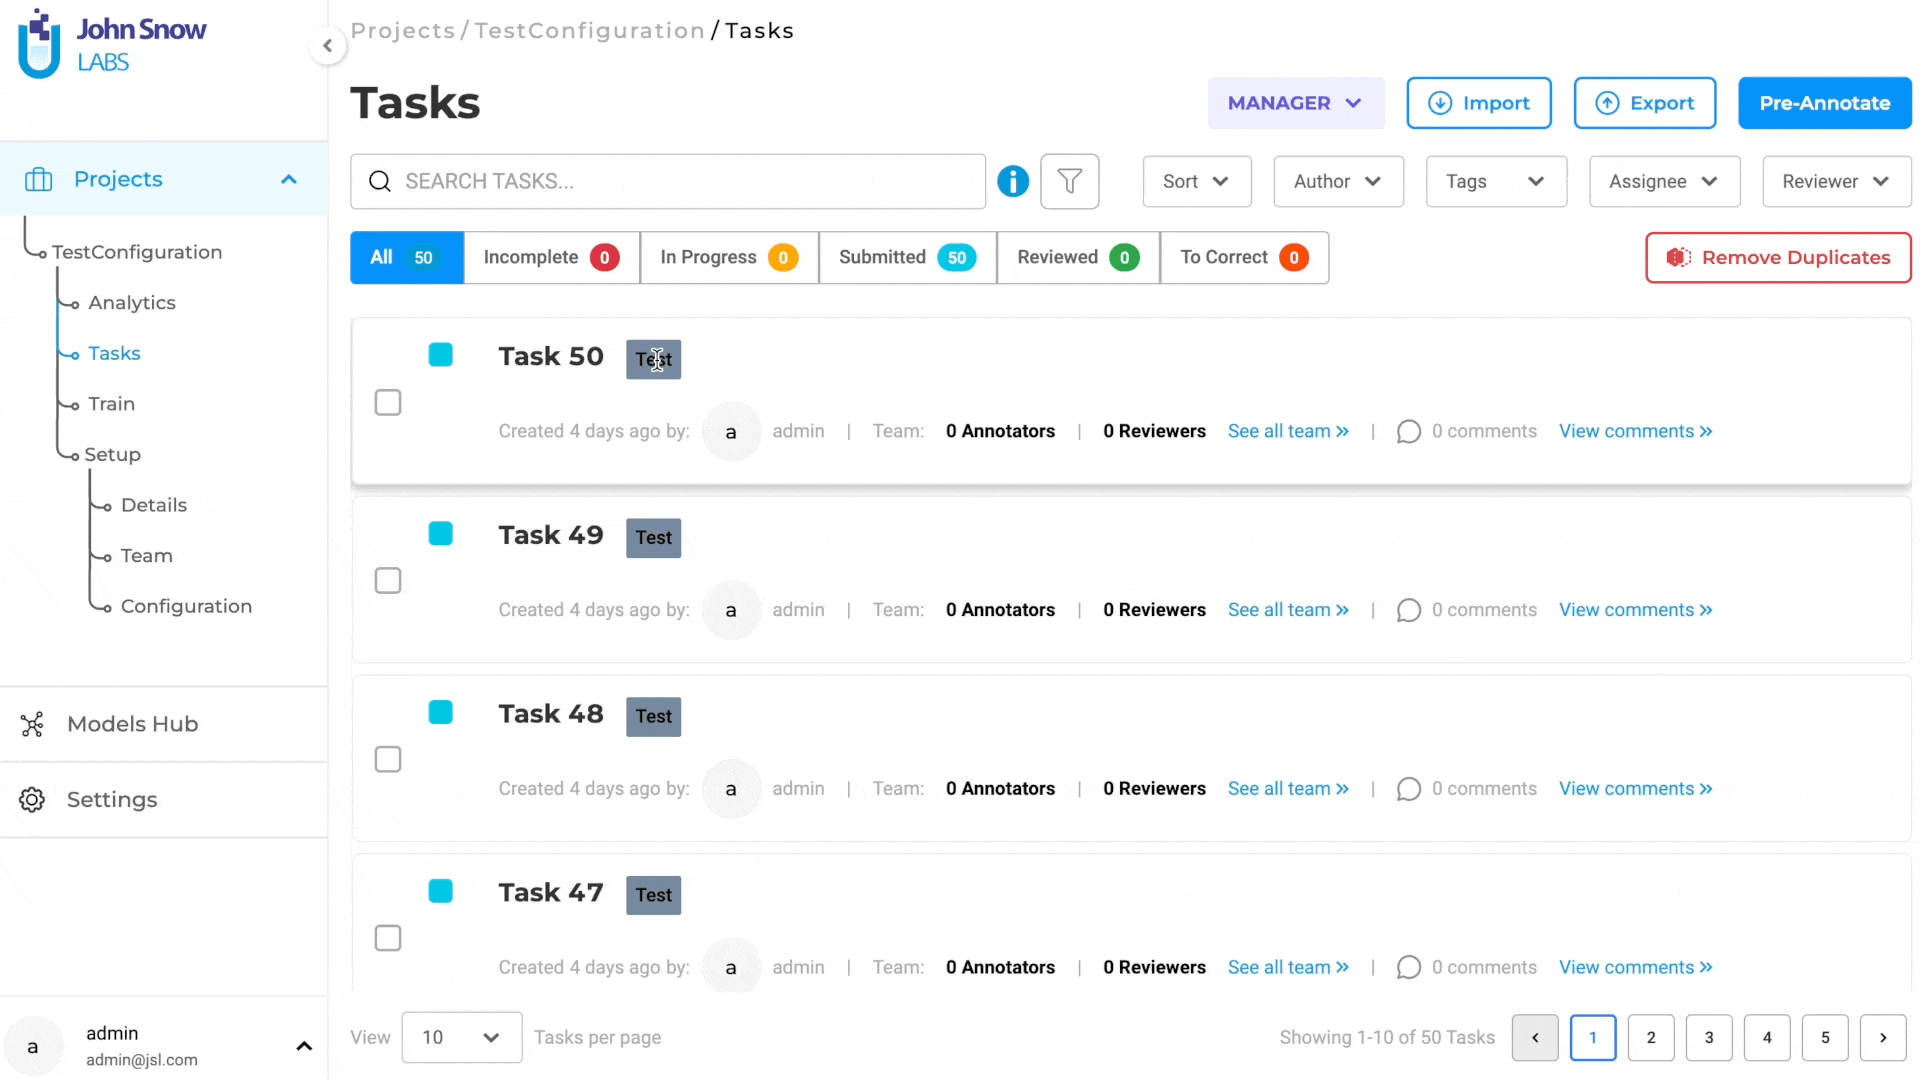 John Snow
LABS
Projects / TestConfiguration / Tasks
Tasks
MANAGER
Import
Export
Pre-Annotate
Projects
SEARCH TASKS...
Sort
Author
Tags
Assignee
Reviewer
TestConfiguration
Analytics
Tasks
Train
Setup
Details
Team
Configuration
Models Hub
Settings
All 50
Incomplete 0
In Progress 0
Submitted 50
Reviewed 0
To Correct 0
Remove Duplicates
Task 50 Test
Created 4 days ago by: a admin | Team: 0 Annotators | 0 Reviewers See all team » | 0 comments View comments »
Task 49 Test
Created 4 days ago by: a admin | Team: 0 Annotators | 0 Reviewers See all team » | 0 comments View comments »
Task 48 Test
Created 4 days ago by: a admin | Team: 0 Annotators | 0 Reviewers See all team » | 0 comments View comments »
Task 47 Test
Created 4 days ago by: a admin | Team: 0 Annotators | 0 Reviewers See all team » | 0 comments View comments »
a admin
admin@jsl.com
View 10 Tasks per page
Showing 1-10 of 50 Tasks ‹ 1 2 3 4 5 ›